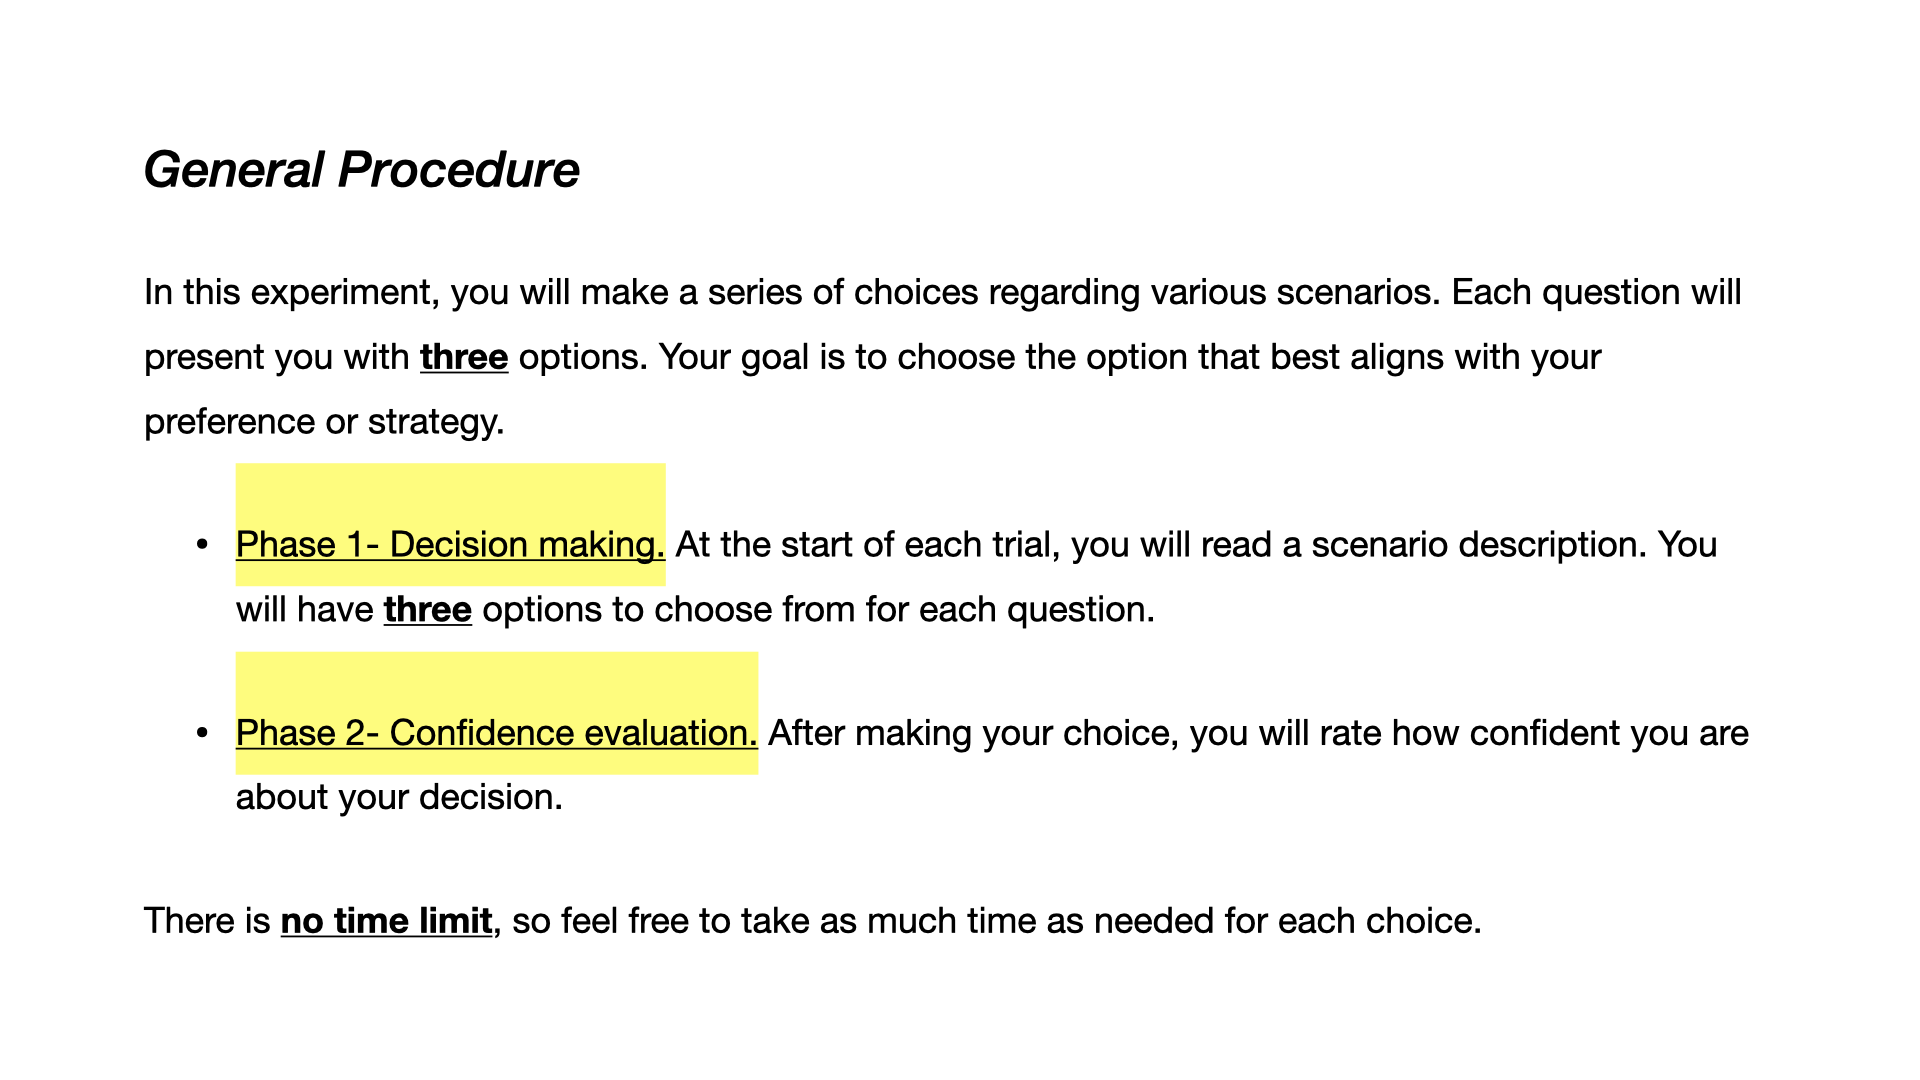 General Procedure
In this experiment, you will make a series of choices regarding various scenarios. Each question will
present you with three options. Your goal is to choose the option that best aligns with your
preference or strategy.
• Phase 1- Decision making. At the start of each trial, you will read a scenario description. You
will have three options to choose from for each question.
• Phase 2- Confidence evaluation. After making your choice, you will rate how confident you are
about your decision.
There is no time limit, so feel free to take as much time as needed for each choice.